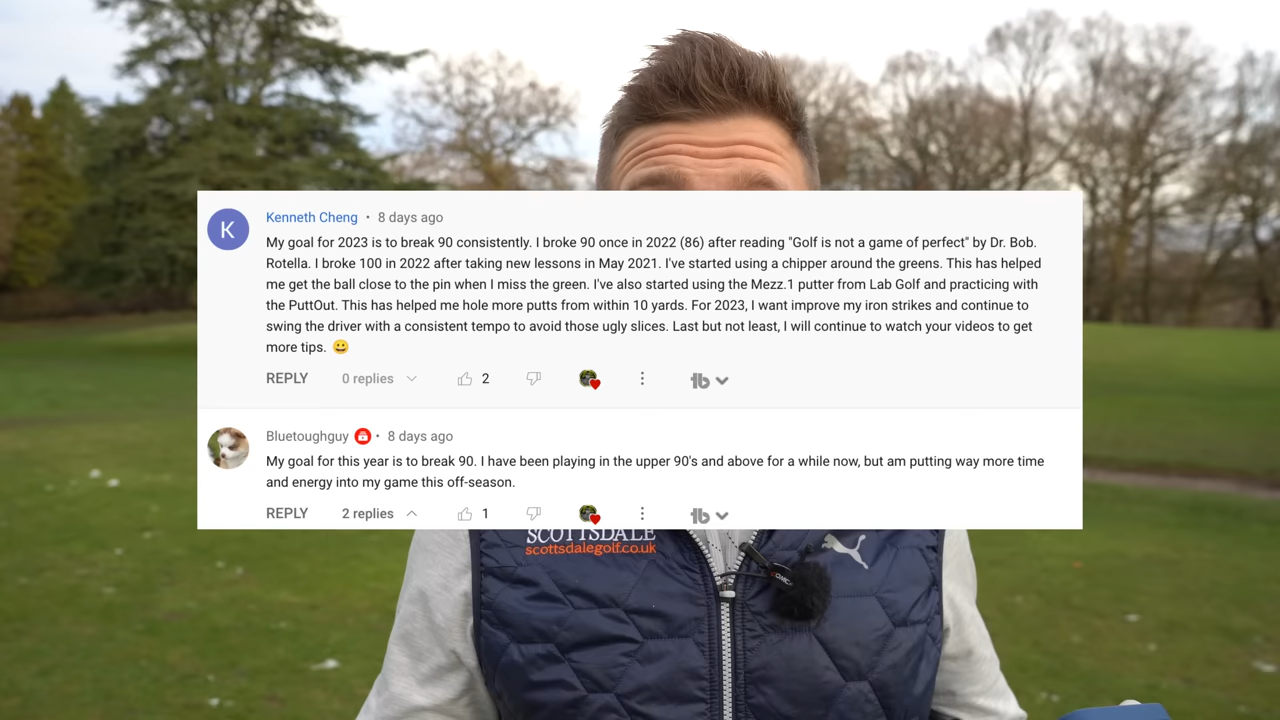 K
Kenneth Cheng • 8 days ago
My goal for 2023 is to break 90 consistently. I broke 90 once in 2022 (86) after reading "Golf is not a game of perfect" by Dr. Bob.
Rotella. I broke 100 in 2022 after taking new lessons in May 2021. I've started using a chipper around the greens. This has helped
me get the ball close to the pin when I miss the green. I've also started using the Mezz.1 putter from Lab Golf and practicing with
the PuttOut. This has helped me hole more putts from within 10 yards. For 2023, I want improve my iron strikes and continue to
swing the driver with a consistent tempo to avoid those ugly slices. Last but not least, I will continue to watch your videos to get
more tips. 😀
REPLY 0 replies 2 tb
Bluetoughguy • 8 days ago
My goal for this year is to break 90. I have been playing in the upper 90's and above for a while now, but am putting way more time
and energy into my game this off-season.
REPLY 2 replies 1 tb
SCOTTSDALE
scottsdalegolf.co.uk